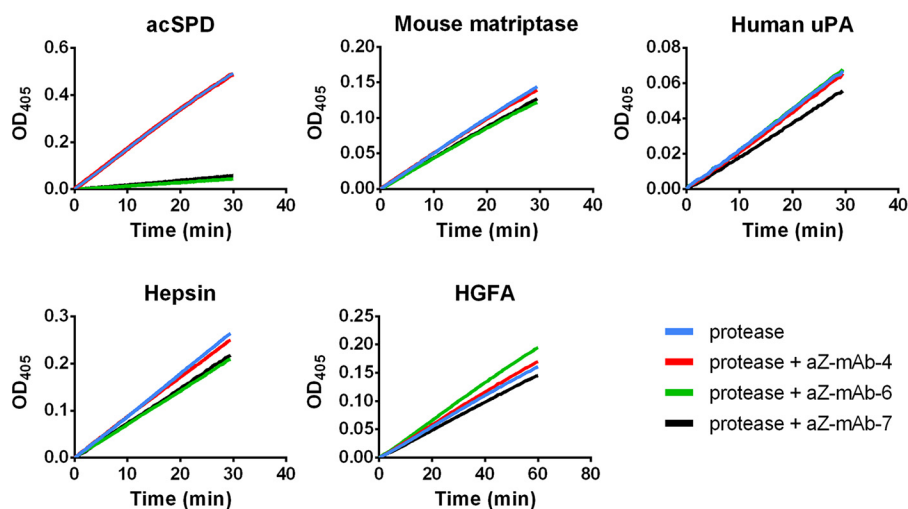 acSPD
OD405
0.6
0.4
0.2
0.0
0 10 20 30 40
Time (min)
Mouse matriptase
OD405
0.20
0.15
0.10
0.05
0.00
0 10 20 30 40
Time (min)
Human uPA
OD405
0.08
0.06
0.04
0.02
0.00
0 10 20 30 40
Time (min)
Hepsin
OD405
0.3
0.2
0.1
0.0
0 10 20 30 40
Time (min)
HGFA
OD405
0.25
0.20
0.15
0.10
0.05
0.00
0 20 40 60 80
Time (min)
protease
protease + aZ-mAb-4
protease + aZ-mAb-6
protease + aZ-mAb-7